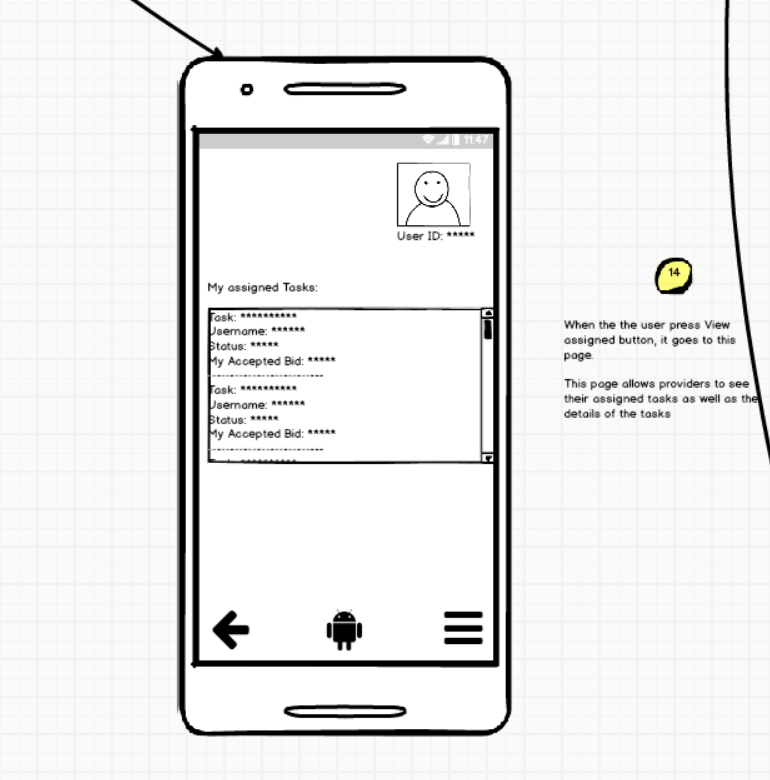 11:47
User ID: *****
My assigned Tasks:
Task: **********
Username: ******
Status: *****
My Accepted Bid: *****
------------------------
Task: **********
Username: ******
Status: *****
My Accepted Bid: *****
------------------------
14
When the the user press View
assigned button, it goes to this
page.
This page allows providers to see
their assigned tasks as well as the
details of the tasks